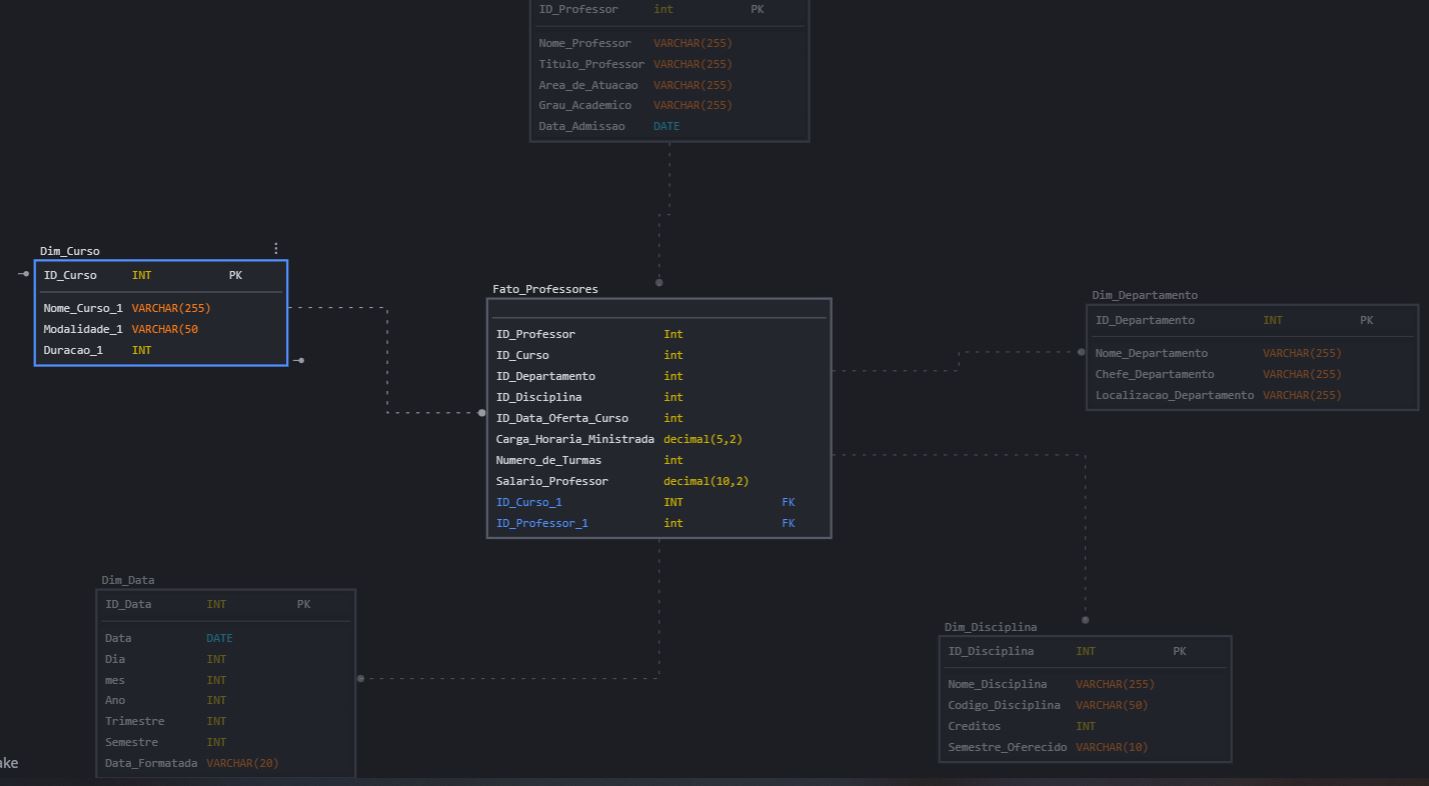 ID_Professor int PK
Nome_Professor VARCHAR(255)
Titulo_Professor VARCHAR(255)
Area_de_Atuacao VARCHAR(255)
Grau_Academico VARCHAR(255)
Data_Admissao DATE
Dim_Curso
ID_Curso INT PK
Nome_Curso_1 VARCHAR(255)
Modalidade_1 VARCHAR(50
Duracao_1 INT
Fato_Professores
ID_Professor Int
ID_Curso int
ID_Departamento int
ID_Disciplina int
ID_Data_Oferta_Curso int
Carga_Horaria_Ministrada decimal(5,2)
Numero_de_Turmas int
Salario_Professor decimal(10,2)
ID_Curso_1 INT FK
ID_Professor_1 int FK
Dim_Departamento
ID_Departamento INT PK
Nome_Departamento VARCHAR(255)
Chefe_Departamento VARCHAR(255)
Localizacao_Departamento VARCHAR(255)
Dim_Data
ID_Data INT PK
Data DATE
Dia INT
mes INT
Ano INT
Trimestre INT
Semestre INT
Data_Formatada VARCHAR(20)
Dim_Disciplina
ID_Disciplina INT PK
Nome_Disciplina VARCHAR(255)
Codigo_Disciplina VARCHAR(50)
Creditos INT
Semestre_Oferecido VARCHAR(10)
ake